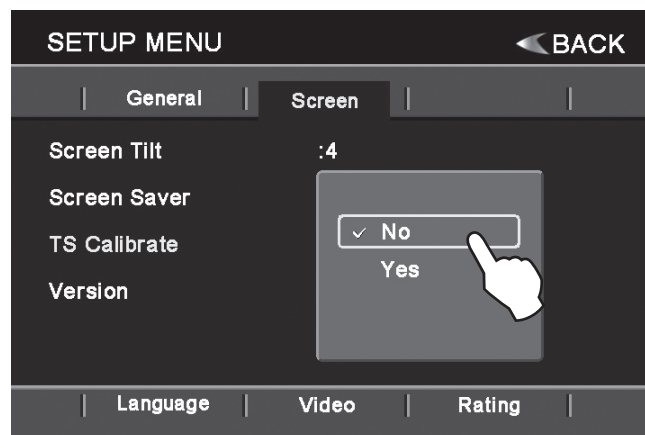 SETUP MENU BACK
General Screen
Screen Tilt :4
Screen Saver
No
TS Calibrate
Yes
Version
Language Video Rating